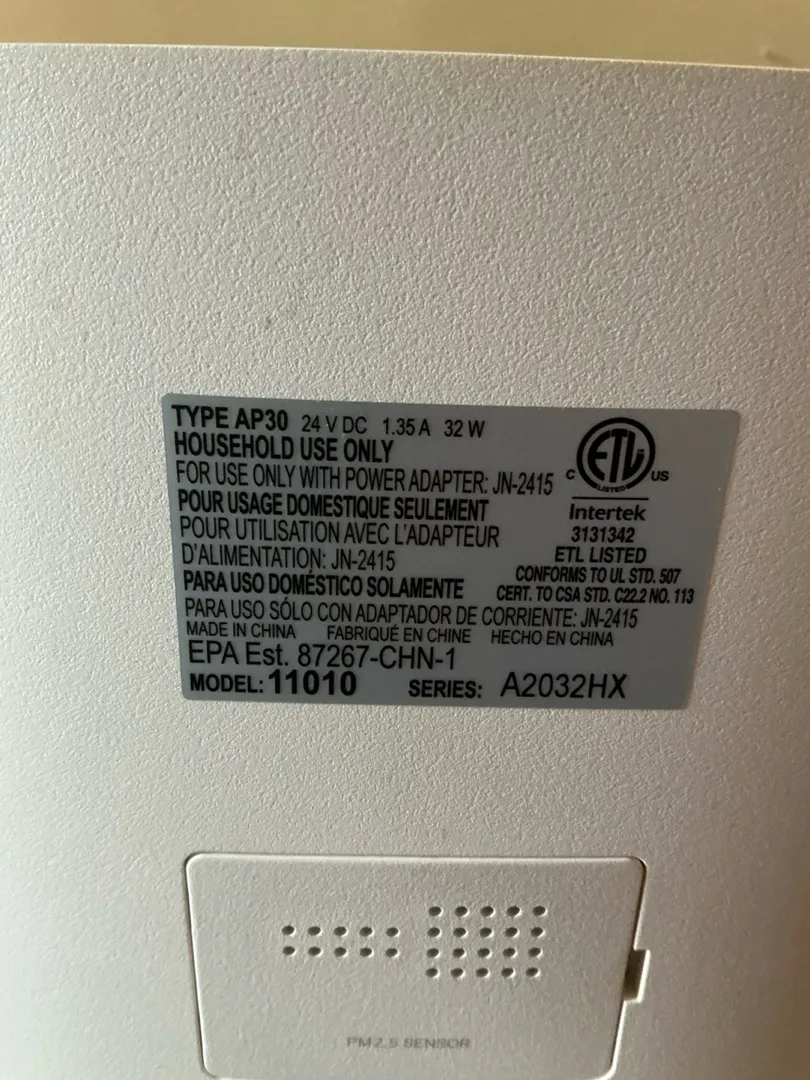 TYPE AP30 24 V DC 1.35 A 32 W
HOUSEHOLD USE ONLY
FOR USE ONLY WITH POWER ADAPTER: JN-2415
POUR USAGE DOMESTIQUE SEULEMENT
POUR UTILISATION AVEC L'ADAPTEUR
D'ALIMENTATION: JN-2415
PARA USO DOMÉSTICO SOLAMENTE
PARA USO SÓLO CON ADAPTADOR DE CORRIENTE: JN-2415
MADE IN CHINA FABRIQUÉ EN CHINE HECHO EN CHINA
EPA Est. 87267-CHN-1
MODEL: 11010 SERIES: A2032HX
C ETL US
LISTED
Intertek
3131342
ETL LISTED
CONFORMS TO UL STD. 507
CERT. TO CSA STD. C22.2 NO. 113
PM2.5 SENSOR